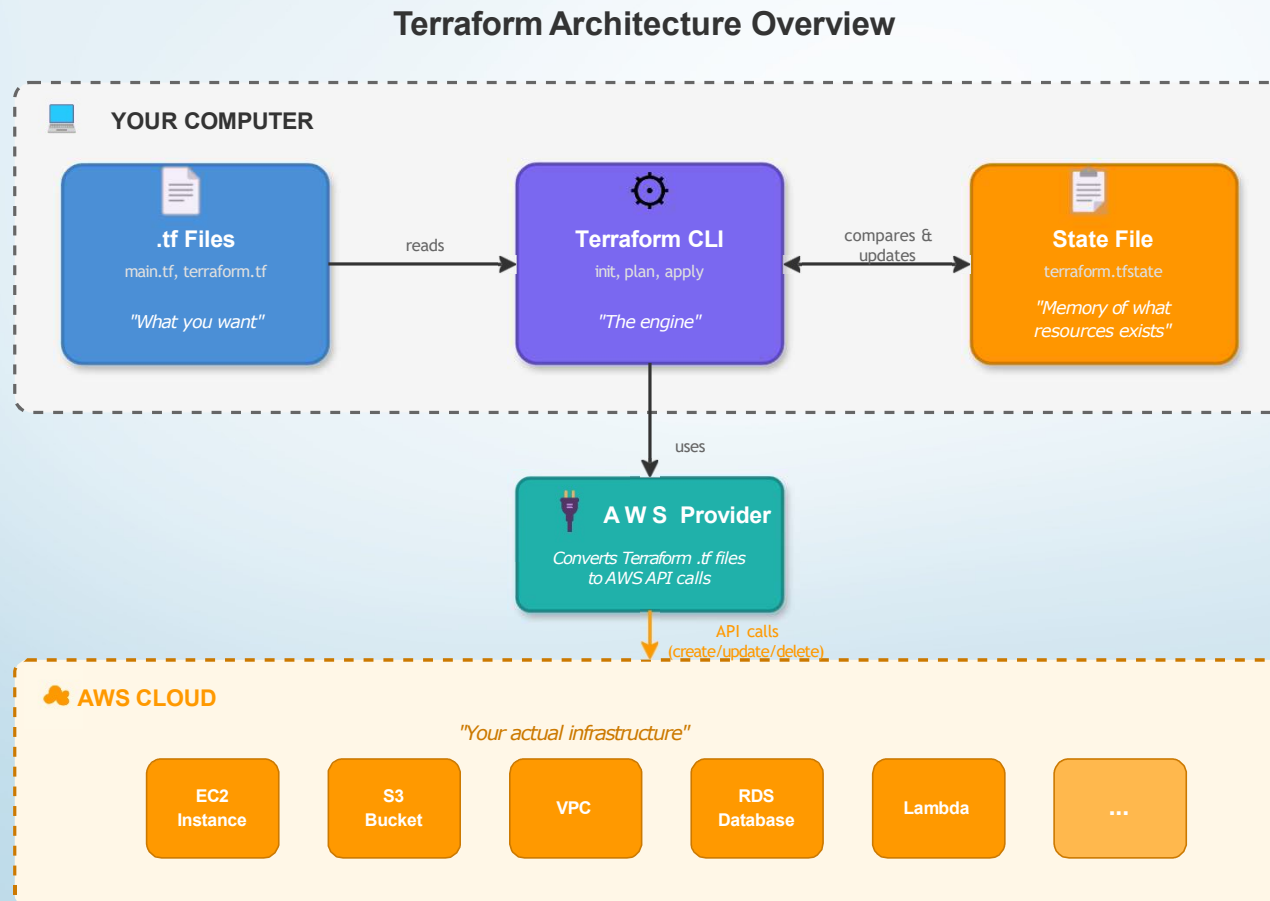 Terraform Architecture Overview
YOUR COMPUTER
.tf Files
main.tf, terraform.tf
"What you want"
reads
Terraform CLI
init, plan, apply
"The engine"
compares &
updates
State File
terraform.tfstate
"Memory of what
resources exists"
uses
AWS Provider
Converts Terraform .tf files
to AWS API calls
API calls
(create/update/delete)
AWS CLOUD
"Your actual infrastructure"
EC2
Instance
S3
Bucket
VPC
RDS
Database
Lambda
...